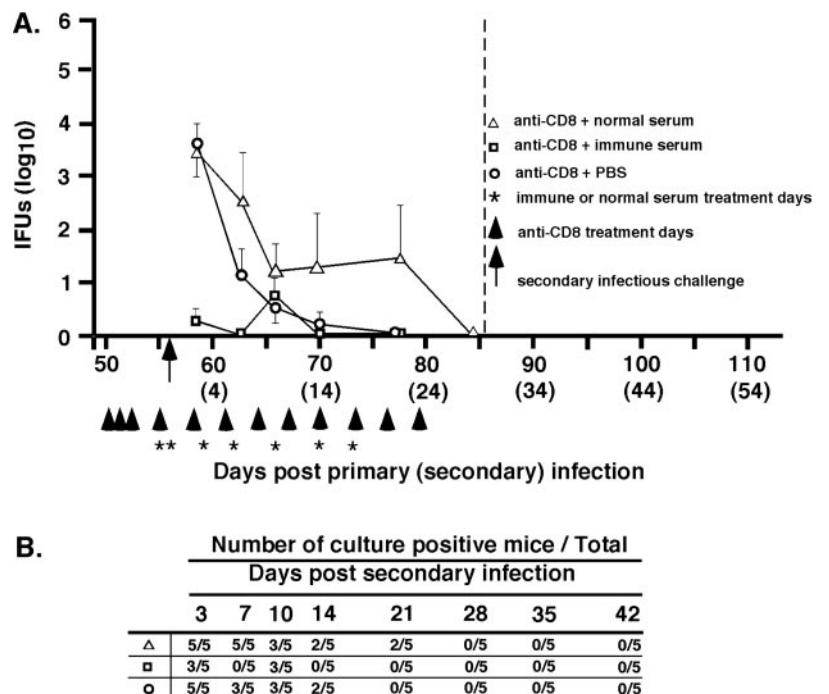 A.
6
5
4
3
2
1
0
IFUs (log10)
anti-CD8 + normal serum
anti-CD8 + immune serum
anti-CD8 + PBS
* immune or normal serum treatment days
anti-CD8 treatment days
secondary infectious challenge
50 60 70 80 90 100 110
(4) (14) (24) (34) (44) (54)
** * * * * *
Days post primary (secondary) infection
B.
Number of culture positive mice / Total
Days post secondary infection
3 7 10 14 21 28 35 42
5/5 5/5 3/5 2/5 2/5 0/5 0/5 0/5
3/5 0/5 3/5 0/5 0/5 0/5 0/5 0/5
5/5 3/5 3/5 2/5 0/5 0/5 0/5 0/5